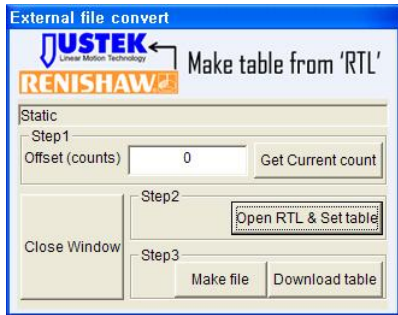 External file convert
JUSTEK
Linear Motion Technology
RENISHAW
Make table from 'RTL'
Static
Step1
Offset (counts)
0
Get Current count
Step2
Open RTL & Set table
Close Window
Step3
Make file
Download table